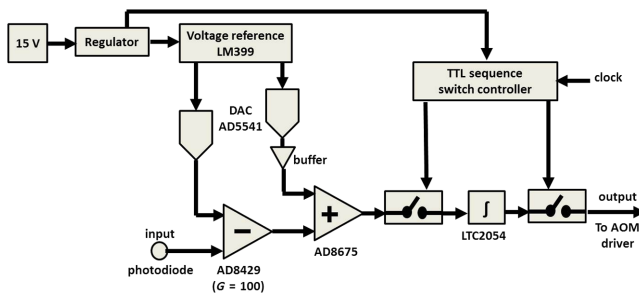 15 V
Regulator
Voltage reference
LM399
TTL sequence
switch controller
clock
DAC
AD5541
buffer
input
photodiode
−
AD8429
(G = 100)
+
AD8675
∫
LTC2054
output
To AOM
driver